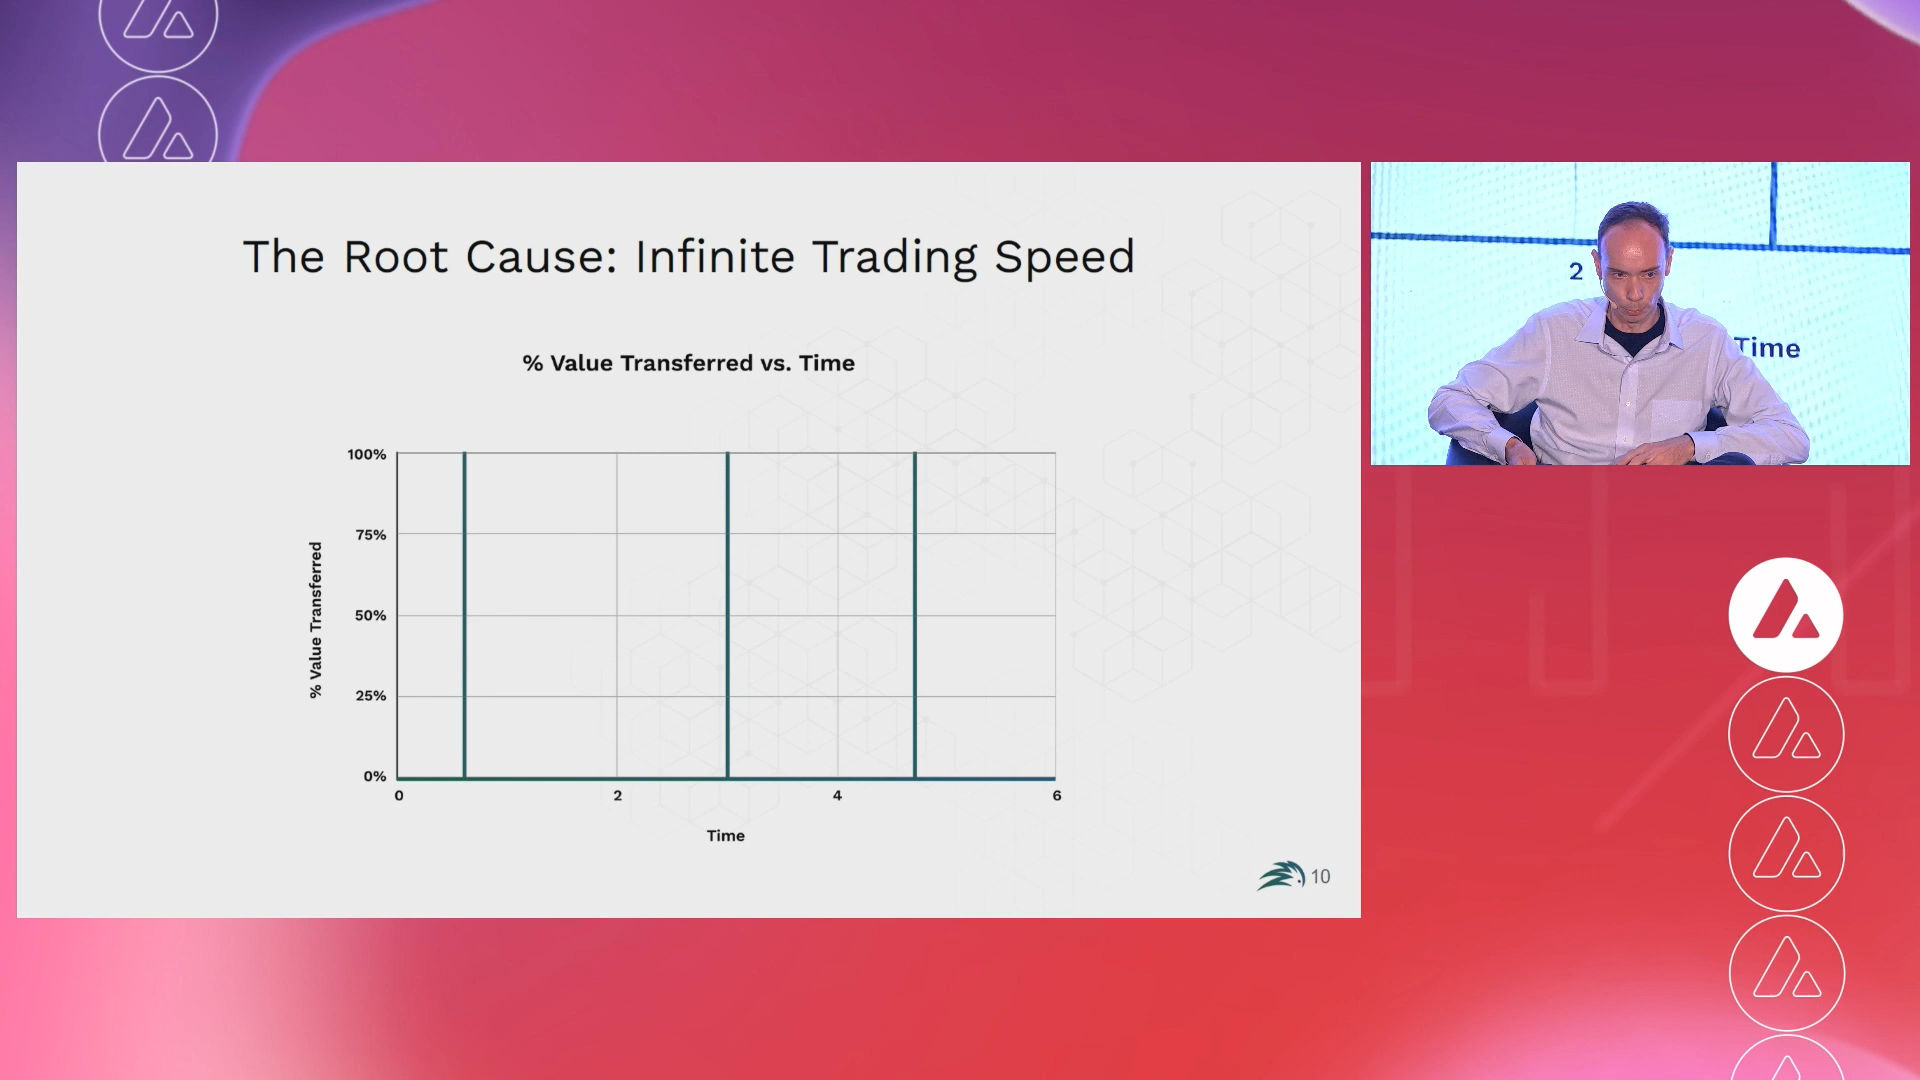 The Root Cause: Infinite Trading Speed
% Value Transferred vs. Time
100%
75%
50%
25%
0%
% Value Transferred
0
2
4
6
Time
10
2
Time